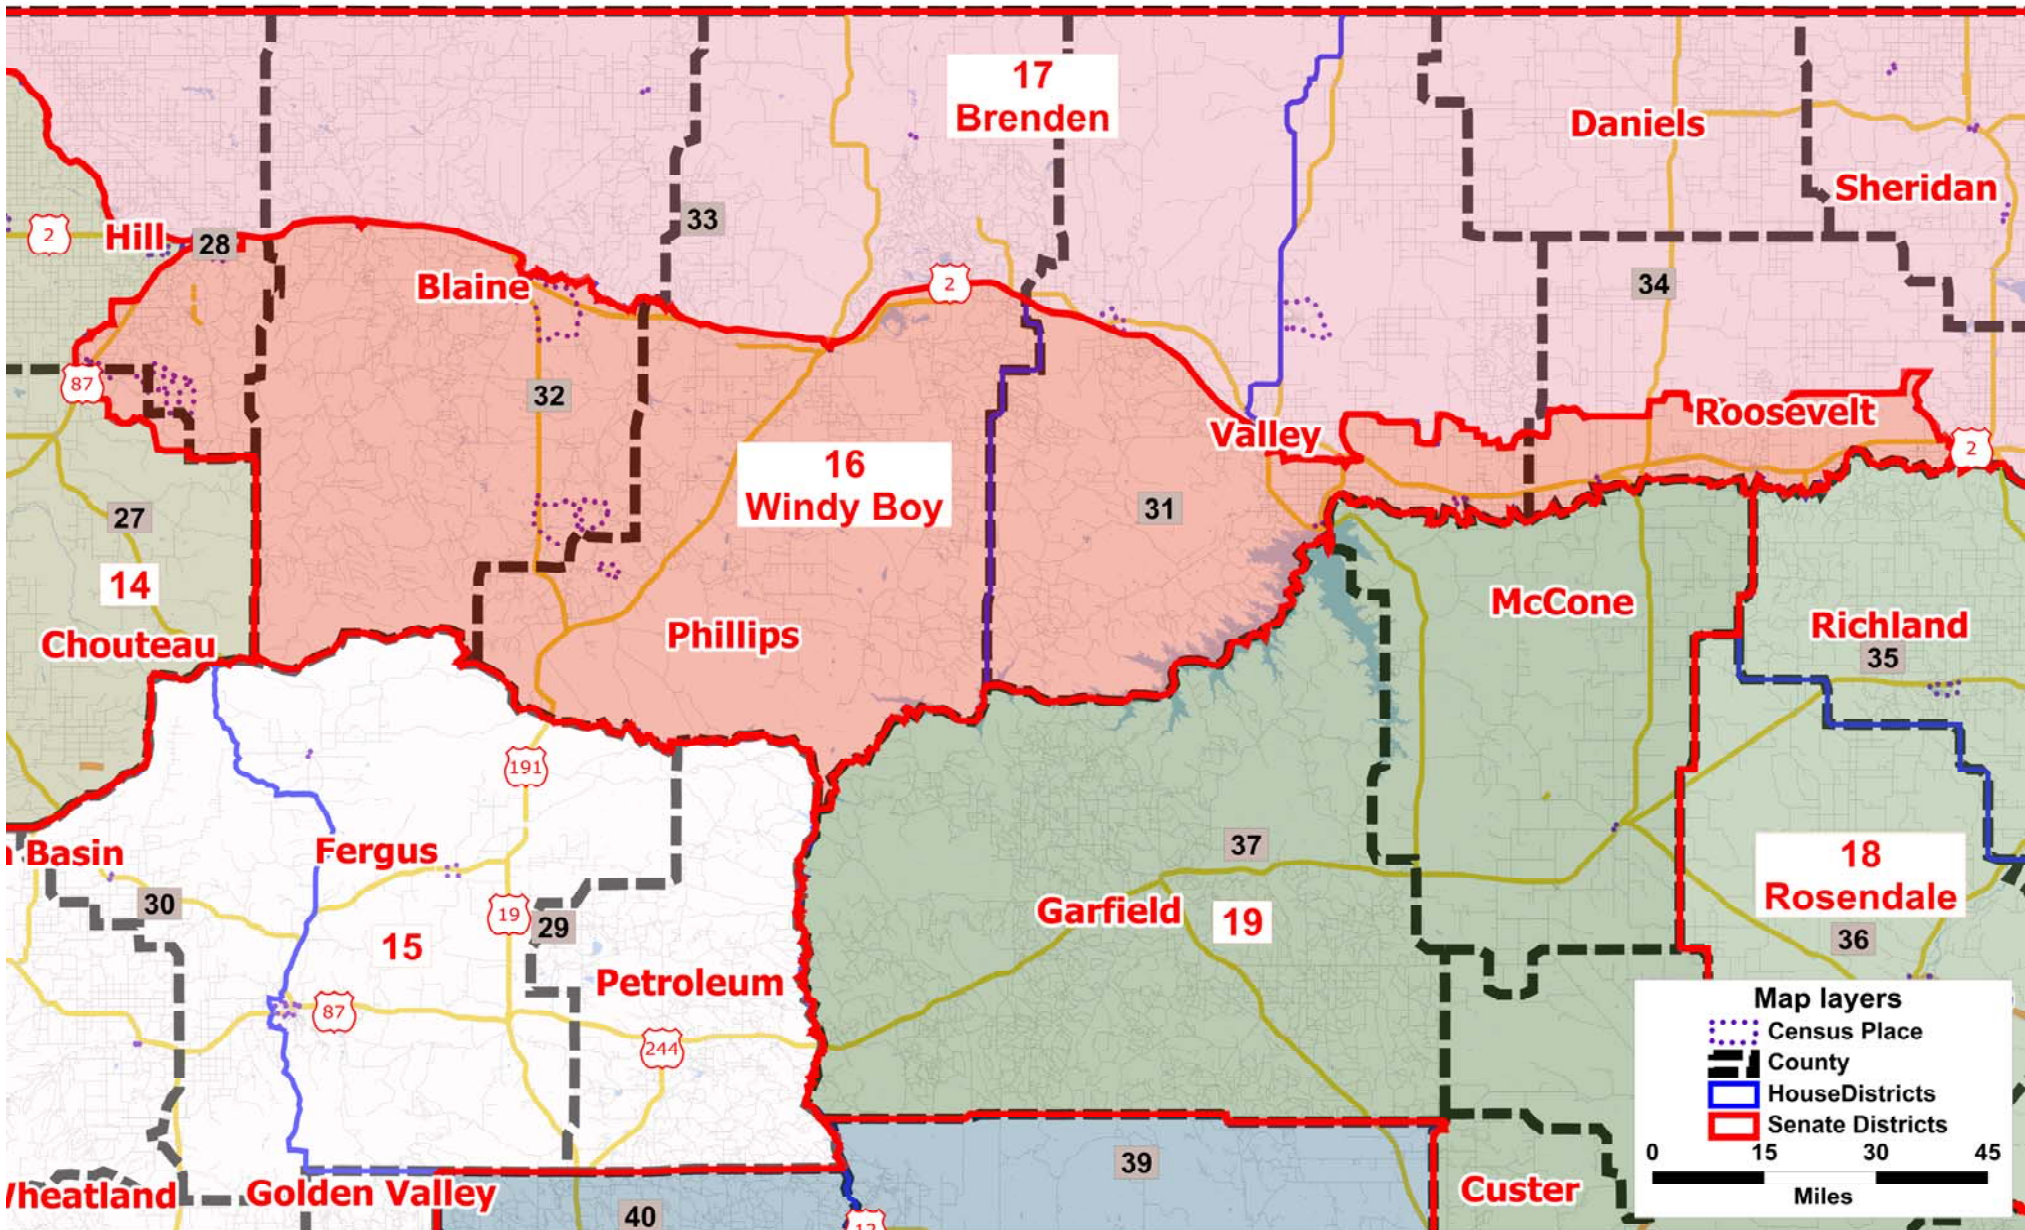 17
Brenden
Daniels
Sheridan
2
Hill
28
33
Blaine
2
34
87
32
Roosevelt
Valley
2
16
Windy Boy
31
27
14
McCone
Chouteau
Phillips
Richland
35
191
37
n Basin
Fergus
18
Rosendale
30
19
29
Garfield
19
15
36
Petroleum
87
244
Map layers
Census Place
County
HouseDistricts
Senate Districts
0 15 30 45
Miles
39
Wheatland
Golden Valley
Custer
40
12